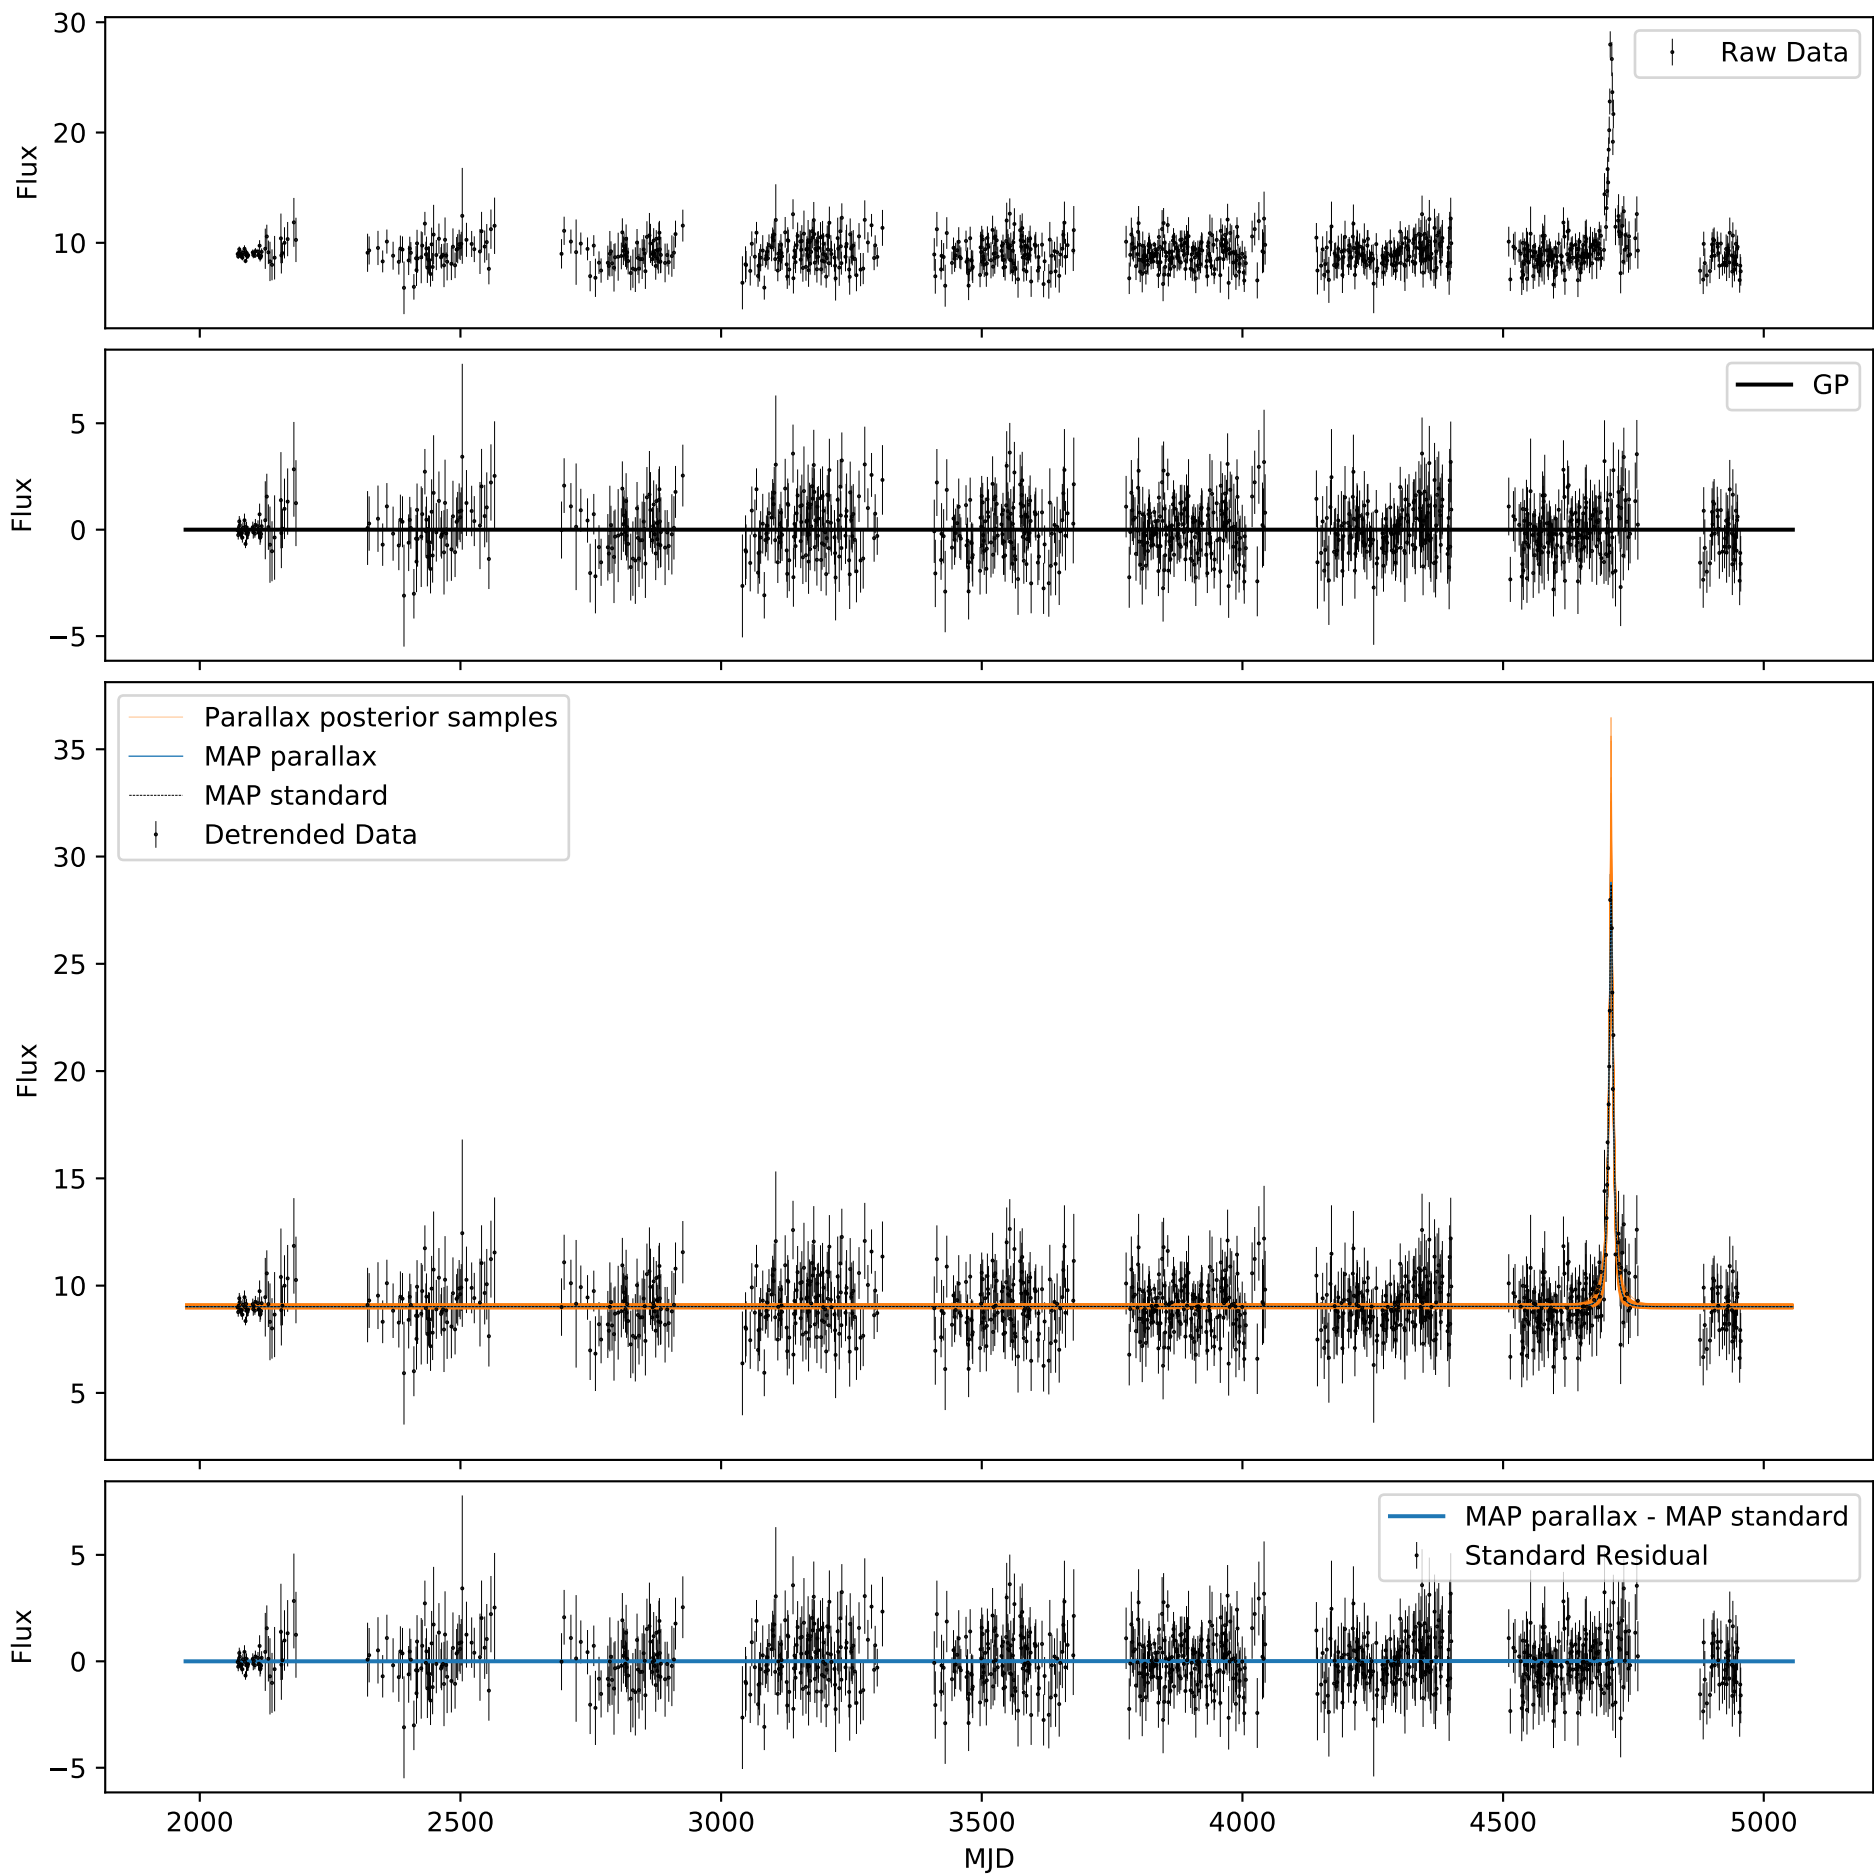 30
20
10
Flux
Raw Data
5
0
−5
Flux
GP
35
30
25
20
15
10
5
Flux
Parallax posterior samples
MAP parallax
MAP standard
Detrended Data
5
0
−5
Flux
MAP parallax - MAP standard
Standard Residual
2000 2500 3000 3500 4000 4500 5000
MJD